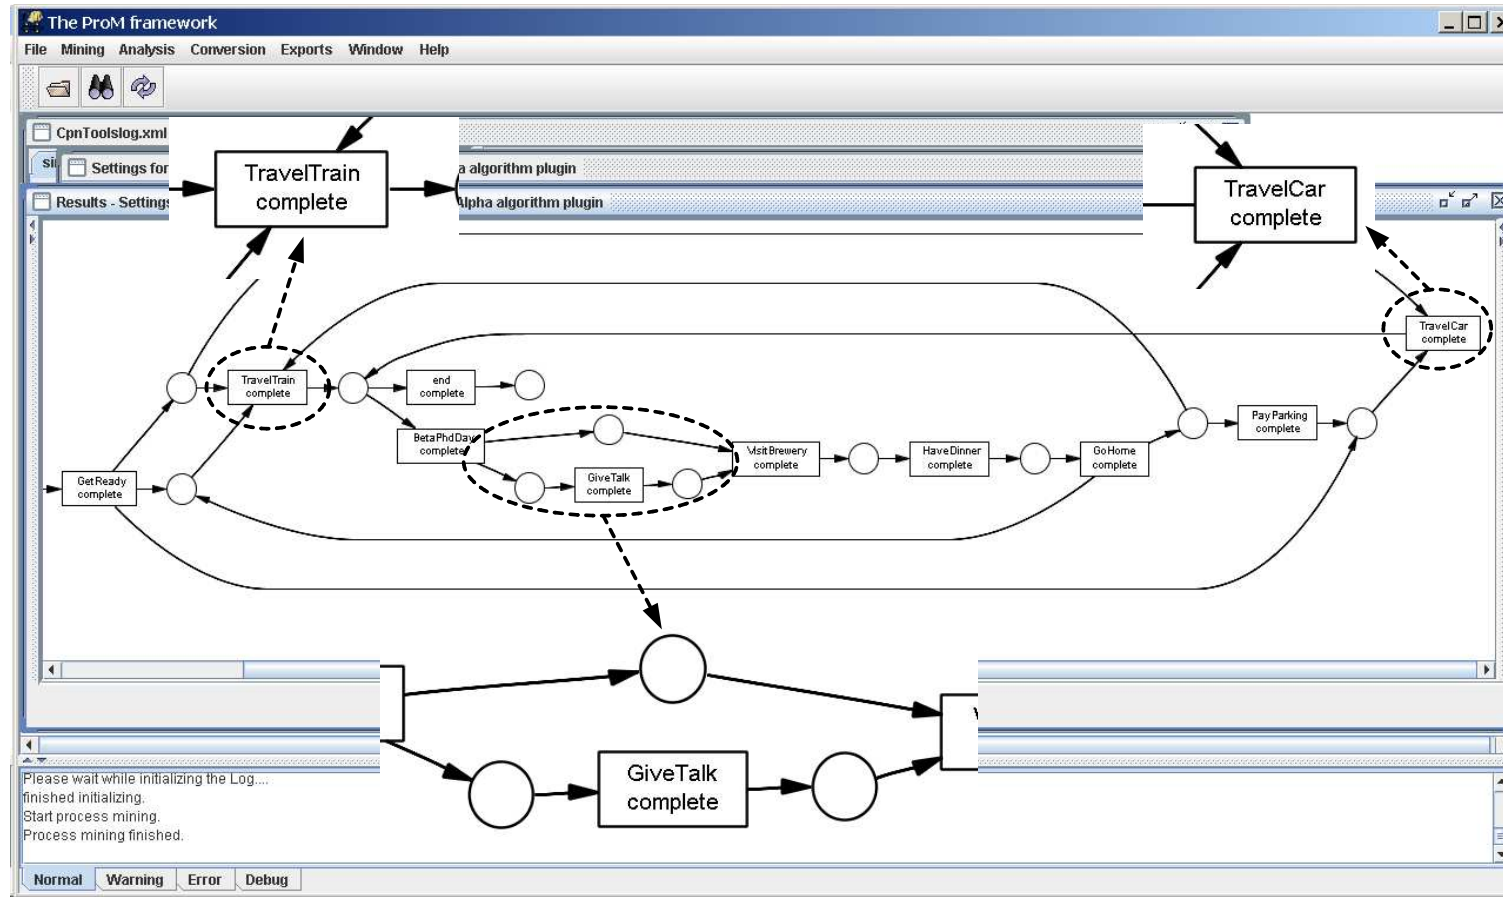 The ProM framework
File Mining Analysis Conversion Exports Window Help
CpnToolslog.xml
Settings for
a algorithm plugin
Results - Settings
Alpha algorithm plugin
TravelTrain
complete
TravelCar
complete
TravelCar
complete
TravelTrain
complete
end
complete
BetaPhdDay
complete
VisitBrewery
complete
HaveDinner
complete
GoHome
complete
PayParking
complete
GetReady
complete
GiveTalk
complete
GiveTalk
complete
Please wait while initializing the Log....
finished initializing.
Start process mining.
Process mining finished.
Normal Warning Error Debug